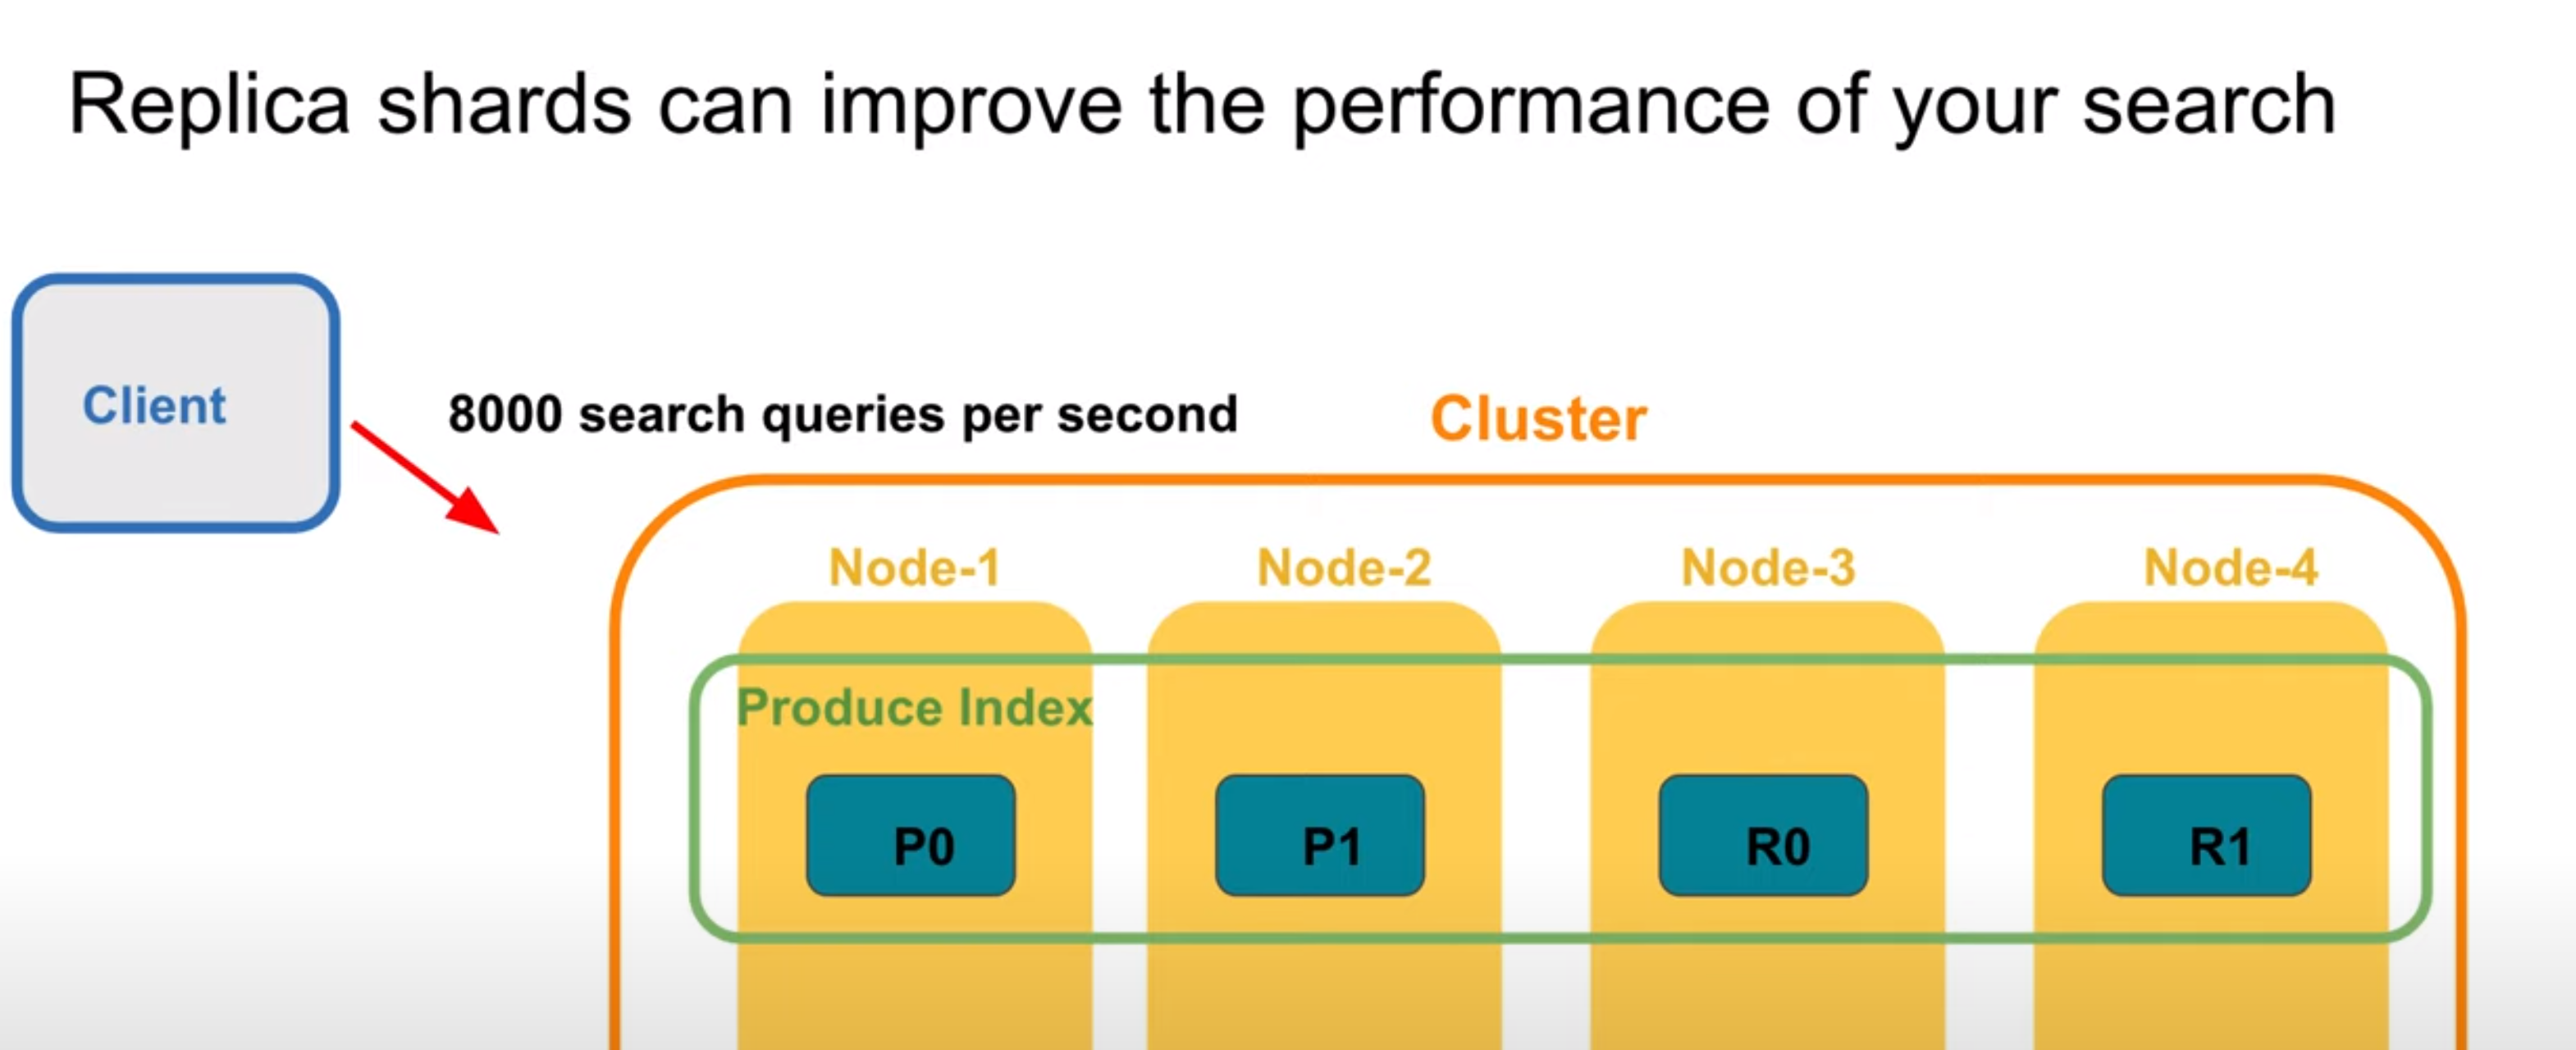 Replica shards can improve the performance of your search
Client
8000 search queries per second
Cluster
Node-1
Node-2
Node-3
Node-4
Produce Index
P0
P1
R0
R1